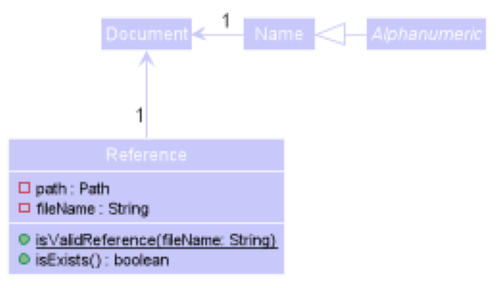 1
Document
Name
Alphanumeric
1
Reference
path : Path
fileName : String
isValidReference(fileName: String)
isExists() : boolean